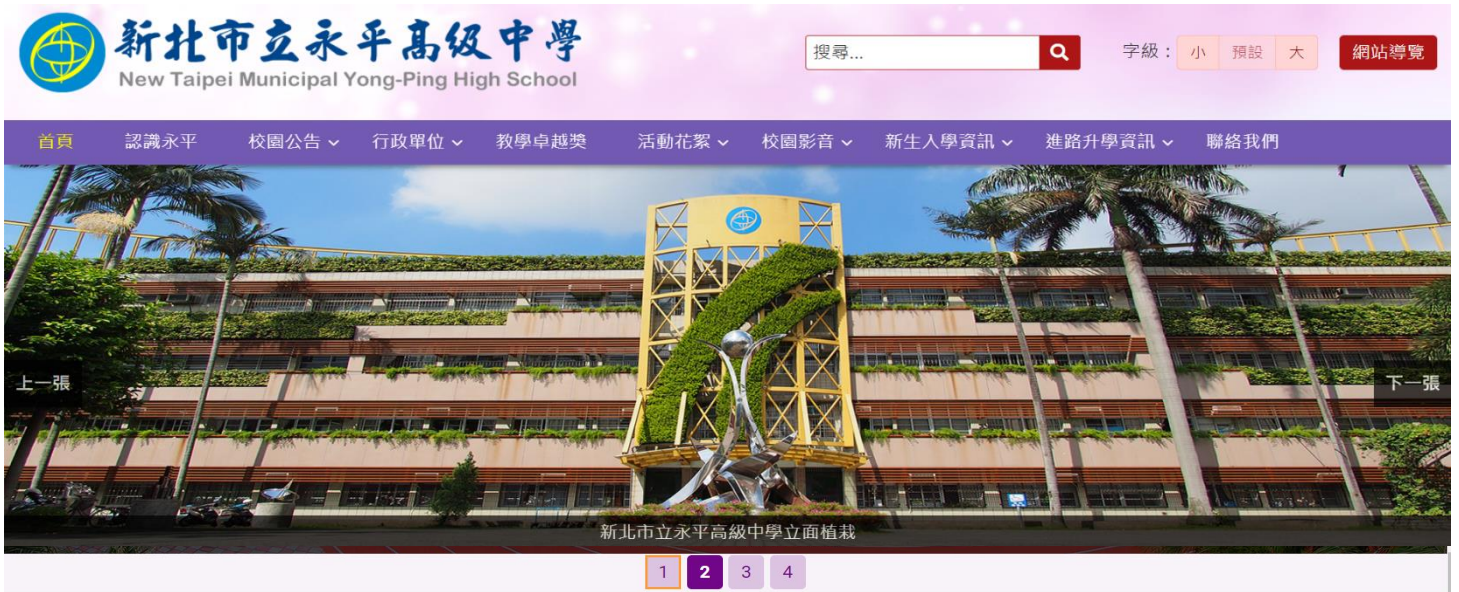 新北市立永平高級中學
New Taipei Municipal Yong-Ping High School
搜尋...
字級： 小 預設 大
網站導覽
首頁 認識永平 校園公告 行政單位 教學卓越獎 活動花絮 校園影音 新生入學資訊 進路升學資訊 聯絡我們
上一張
下一張
新北市立永平高級中學立面植栽
1 2 3 4